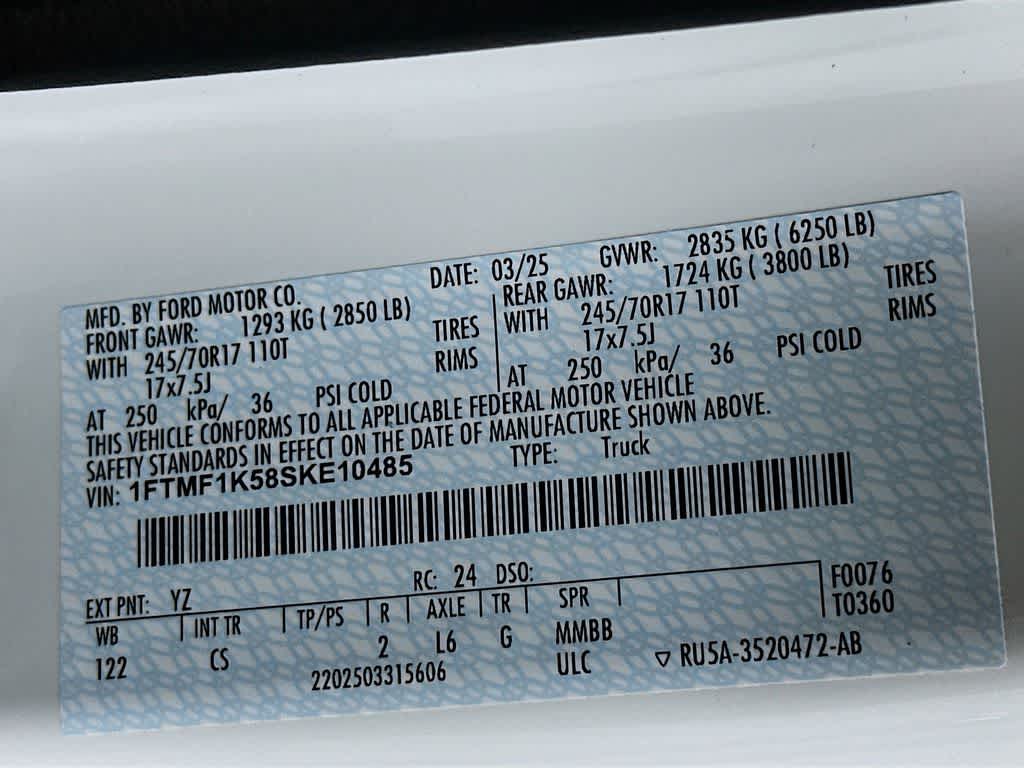 MFD. BY FORD MOTOR CO.
DATE: 03/25
GVWR: 2835 KG ( 6250 LB)
FRONT GAWR: 1293 KG ( 2850 LB)
WITH 245/70R17 110T TIRES
17x7.5J RIMS
AT 250 kPa/ 36 PSI COLD
REAR GAWR: 1724 KG ( 3800 LB)
WITH 245/70R17 110T TIRES
17x7.5J RIMS
AT 250 kPa/ 36 PSI COLD
THIS VEHICLE CONFORMS TO ALL APPLICABLE FEDERAL MOTOR VEHICLE
SAFETY STANDARDS IN EFFECT ON THE DATE OF MANUFACTURE SHOWN ABOVE.
VIN: 1FTMF1K58SKE10485 TYPE: Truck
EXT PNT: YZ RC: 24 DSO:
WB INT TR TP/PS R AXLE TR SPR
122 CS 2 L6 G MMBB
2202503315606 ULC
F0076
T0360
▽ RU5A-3520472-AB